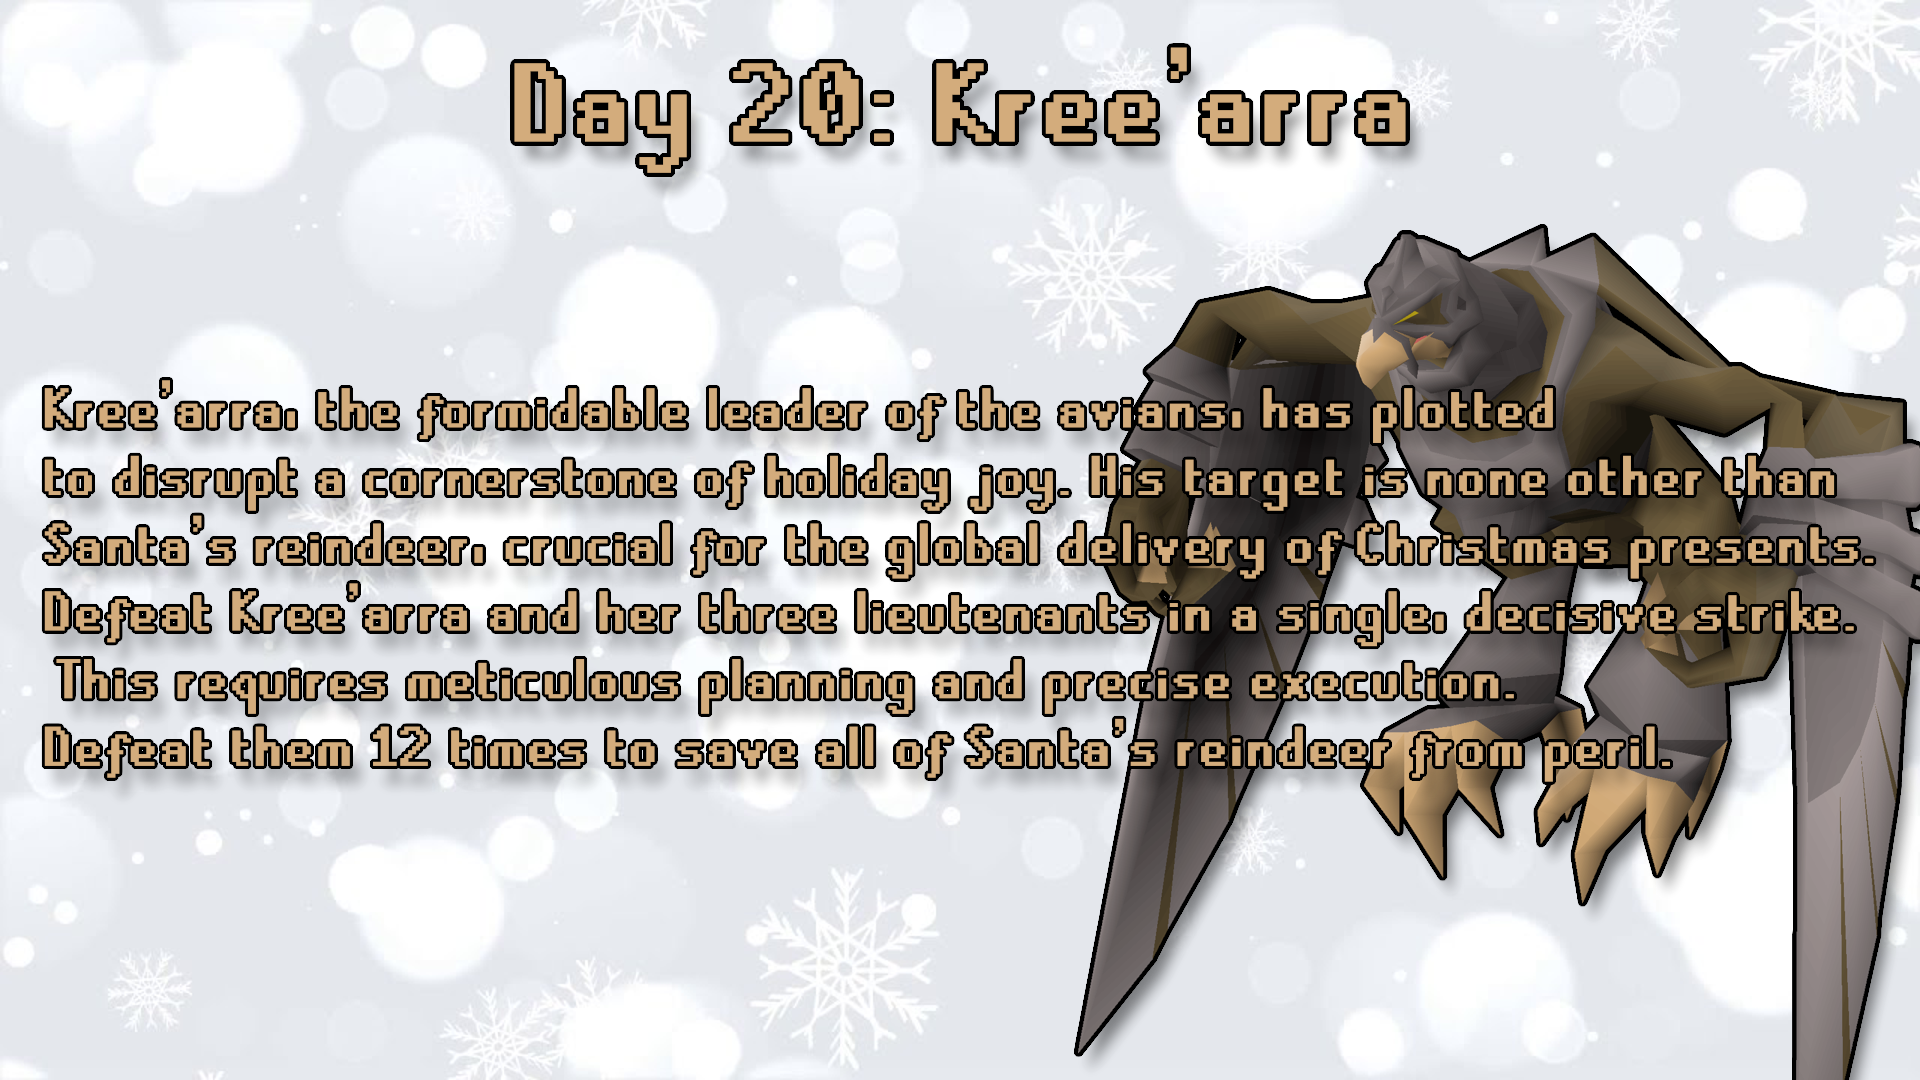 Day 20: Kree'arra
Kree'arra, the formidable leader of the avians, has plotted
to disrupt a cornerstone of holiday joy. His target is none other than
Santa's reindeer, crucial for the global delivery of Christmas presents.
Defeat Kree'arra and her three lieutenants in a single, decisive strike.
This requires meticulous planning and precise execution.
Defeat them 12 times to save all of Santa's reindeer from peril.